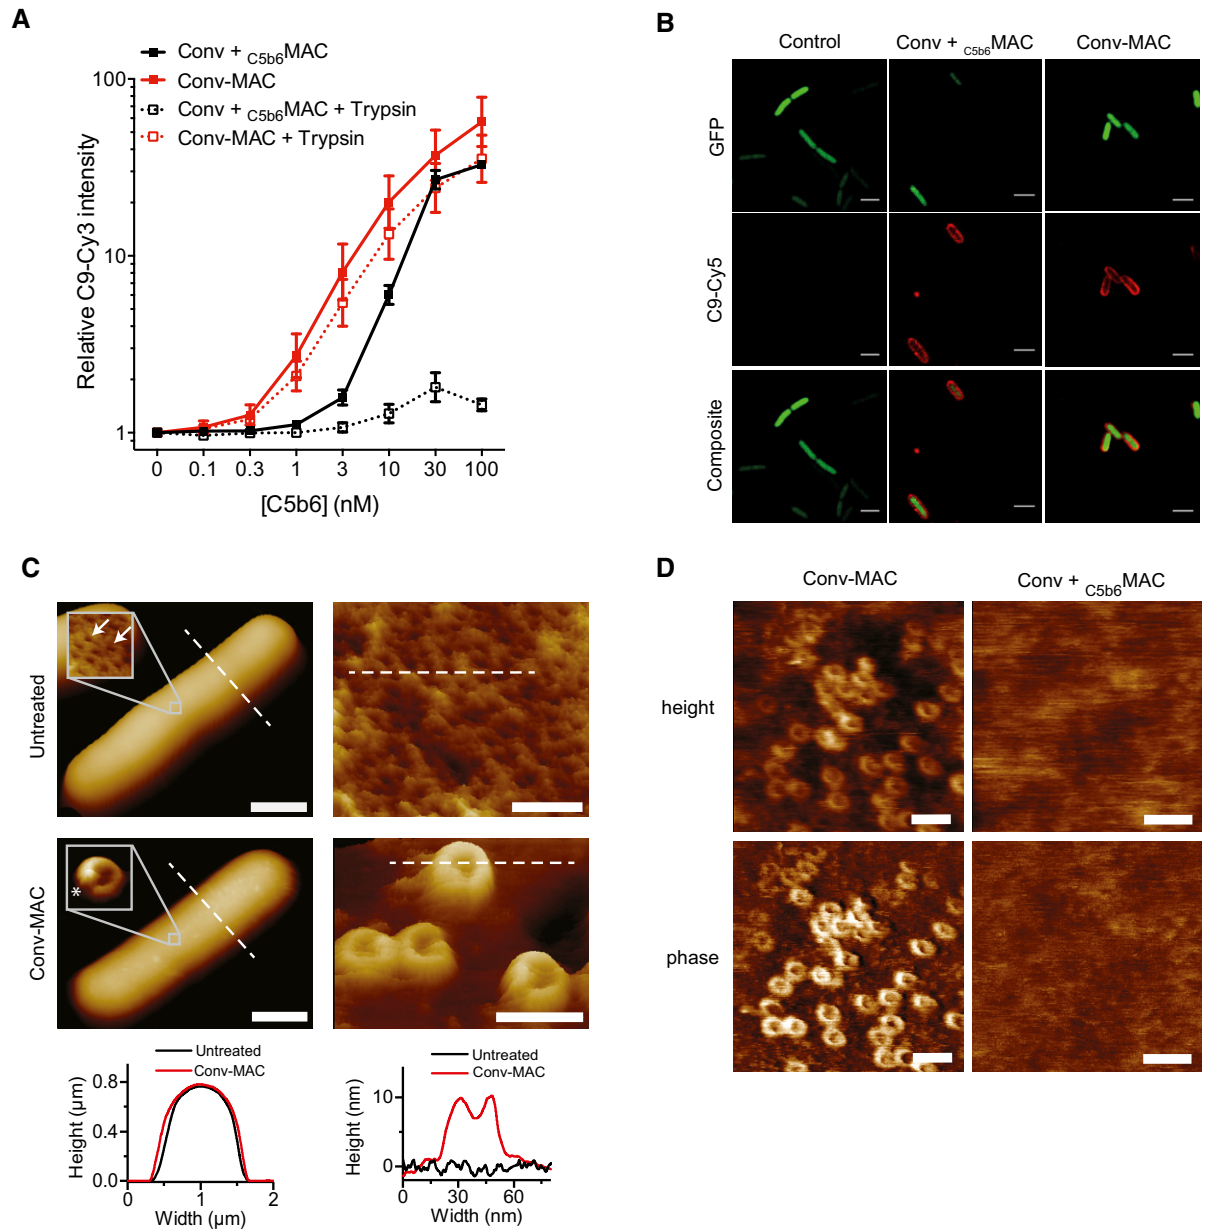 A
Conv + C5b6MAC
Conv-MAC
Conv + C5b6MAC + Trypsin
Conv-MAC + Trypsin
Relative C9-Cy3 intensity
100
10
1
0 0.1 0.3 1 3 10 30 100
[C5b6] (nM)
B
Control Conv + C5b6MAC Conv-MAC
GFP
C9-Cy5
Composite
C
Untreated
Conv-MAC
*
Untreated
Conv-MAC
Height (µm)
0.8
0.4
0.0
0 1 2
Width (µm)
Untreated
Conv-MAC
Height (nm)
10
0
0 30 60
Width (nm)
D
Conv-MAC Conv + C5b6MAC
height
phase